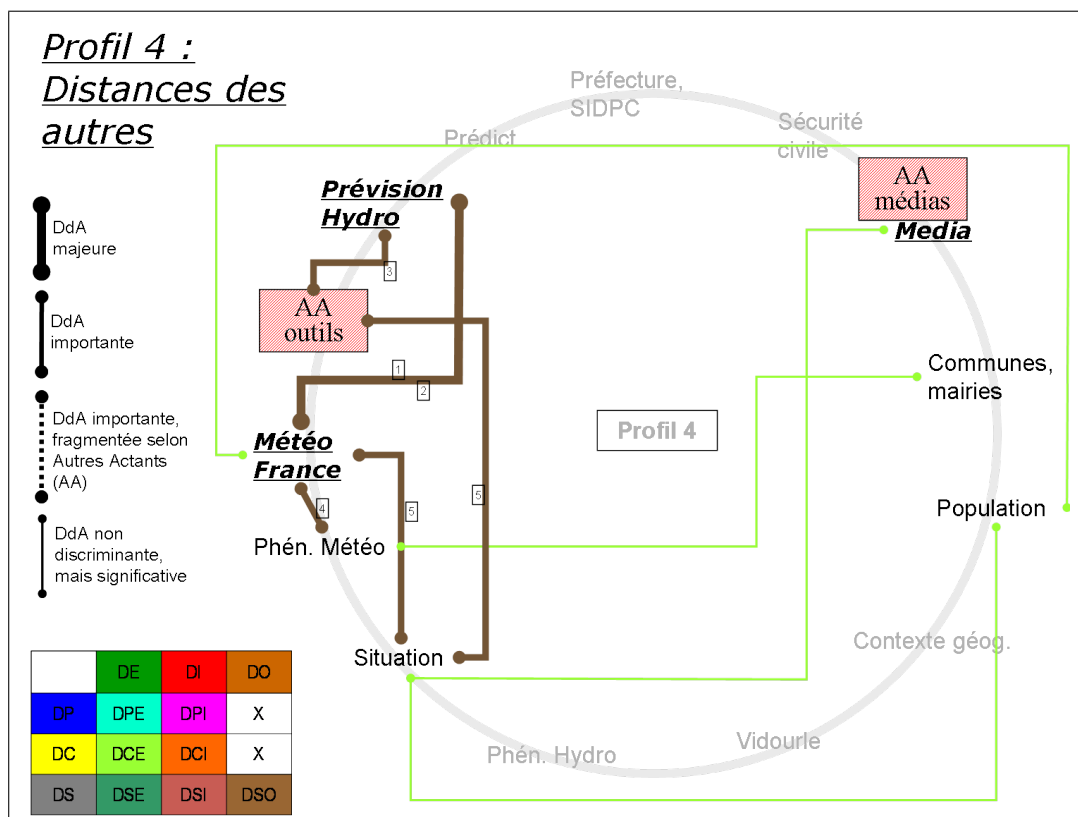 Profil 4 :
Distances des
autres
Préfecture,
SIDPC
Prédict
Sécurité
civile
AA
médias
Media
Prévision
Hydro
3
AA
outils
1
2
DdA
majeure
DdA
importante
DdA importante,
fragmentée selon
Autres Actants
(AA)
DdA non
discriminante,
mais significative
Communes,
mairies
Profil 4
Météo
France
5
5
4
Population
Phén. Météo
Situation
Contexte géog.
Vidourle
Phén. Hydro
DE DI DO
DP DPE DPI X
DC DCE DCI X
DS DSE DSI DSO